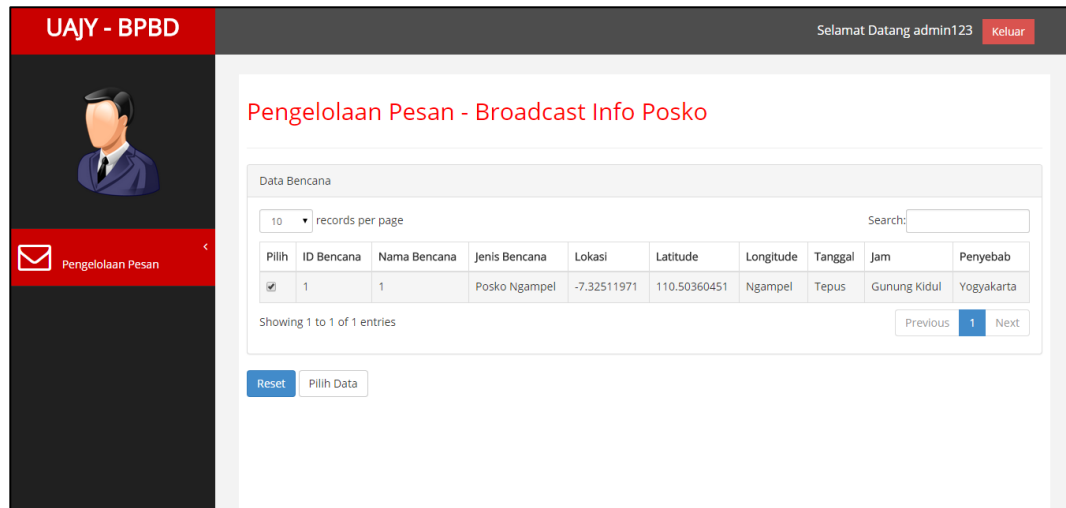 UAJY - BPBD
Selamat Datang admin123 Keluar
Pengelolaan Pesan
Pengelolaan Pesan - Broadcast Info Posko
Data Bencana
10 records per page Search:
Pilih ID Bencana Nama Bencana Jenis Bencana Lokasi Latitude Longitude Tanggal Jam Penyebab
1 1 Posko Ngampel -7.32511971 110.50360451 Ngampel Tepus Gunung Kidul Yogyakarta
Showing 1 to 1 of 1 entries Previous 1 Next
Reset Pilih Data